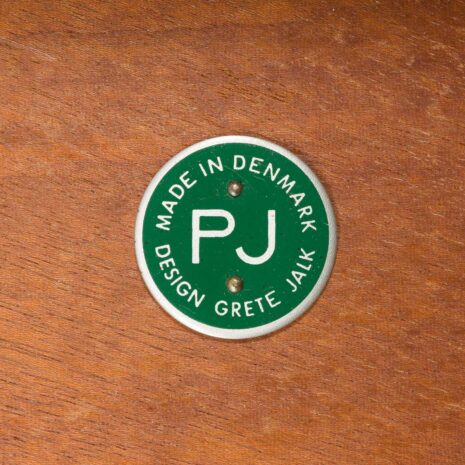 MADE IN DENMARK
PJ
DESIGN GRETE JALK